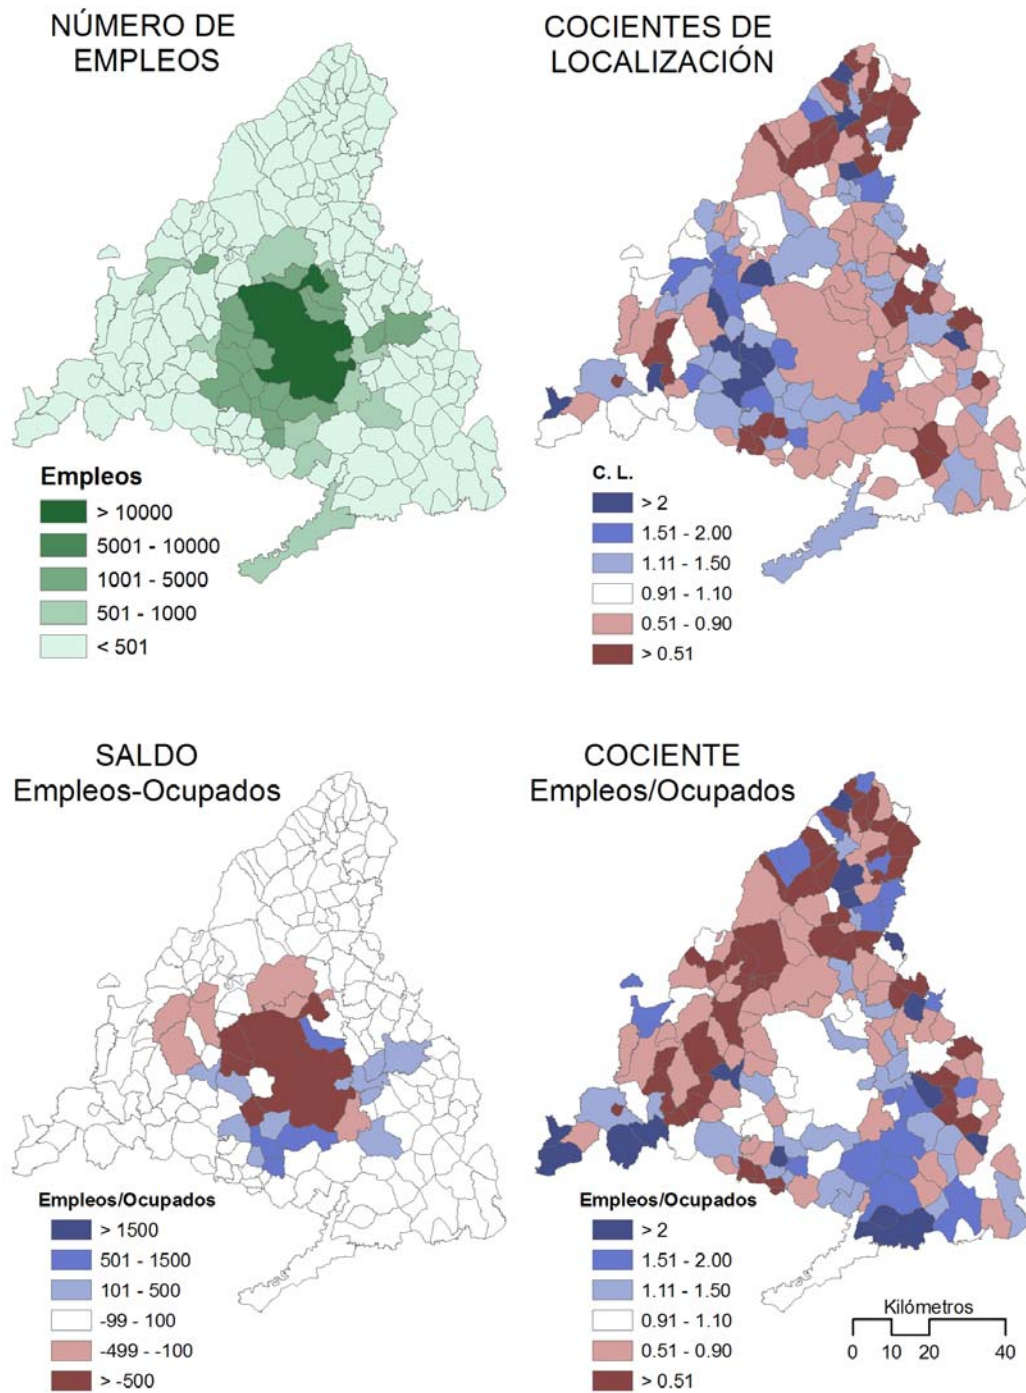 NÚMERO DE
EMPLEOS
Empleos
> 10000
5001 - 10000
1001 - 5000
501 - 1000
< 501
COCIENTES DE
LOCALIZACIÓN
C. L.
> 2
1.51 - 2.00
1.11 - 1.50
0.91 - 1.10
0.51 - 0.90
> 0.51
SALDO
Empleos-Ocupados
Empleos/Ocupados
> 1500
501 - 1500
101 - 500
-99 - 100
-499 - -100
> -500
COCIENTE
Empleos/Ocupados
Empleos/Ocupados
> 2
1.51 - 2.00
1.11 - 1.50
0.91 - 1.10
0.51 - 0.90
> 0.51
Kilómetros
0 10 20 40